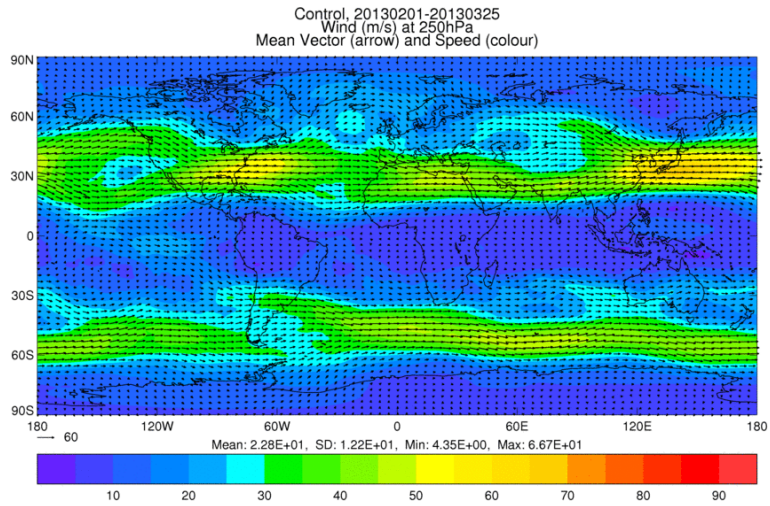 Control, 20130201-20130325
Wind (m/s) at 250hPa
Mean Vector (arrow) and Speed (colour)
90N
60N
30N
0
30S
60S
90S
180 120W 60W 0 60E 120E 180
60
Mean: 2.28E+01, SD: 1.22E+01, Min: 4.35E+00, Max: 6.67E+01
10 20 30 40 50 60 70 80 90